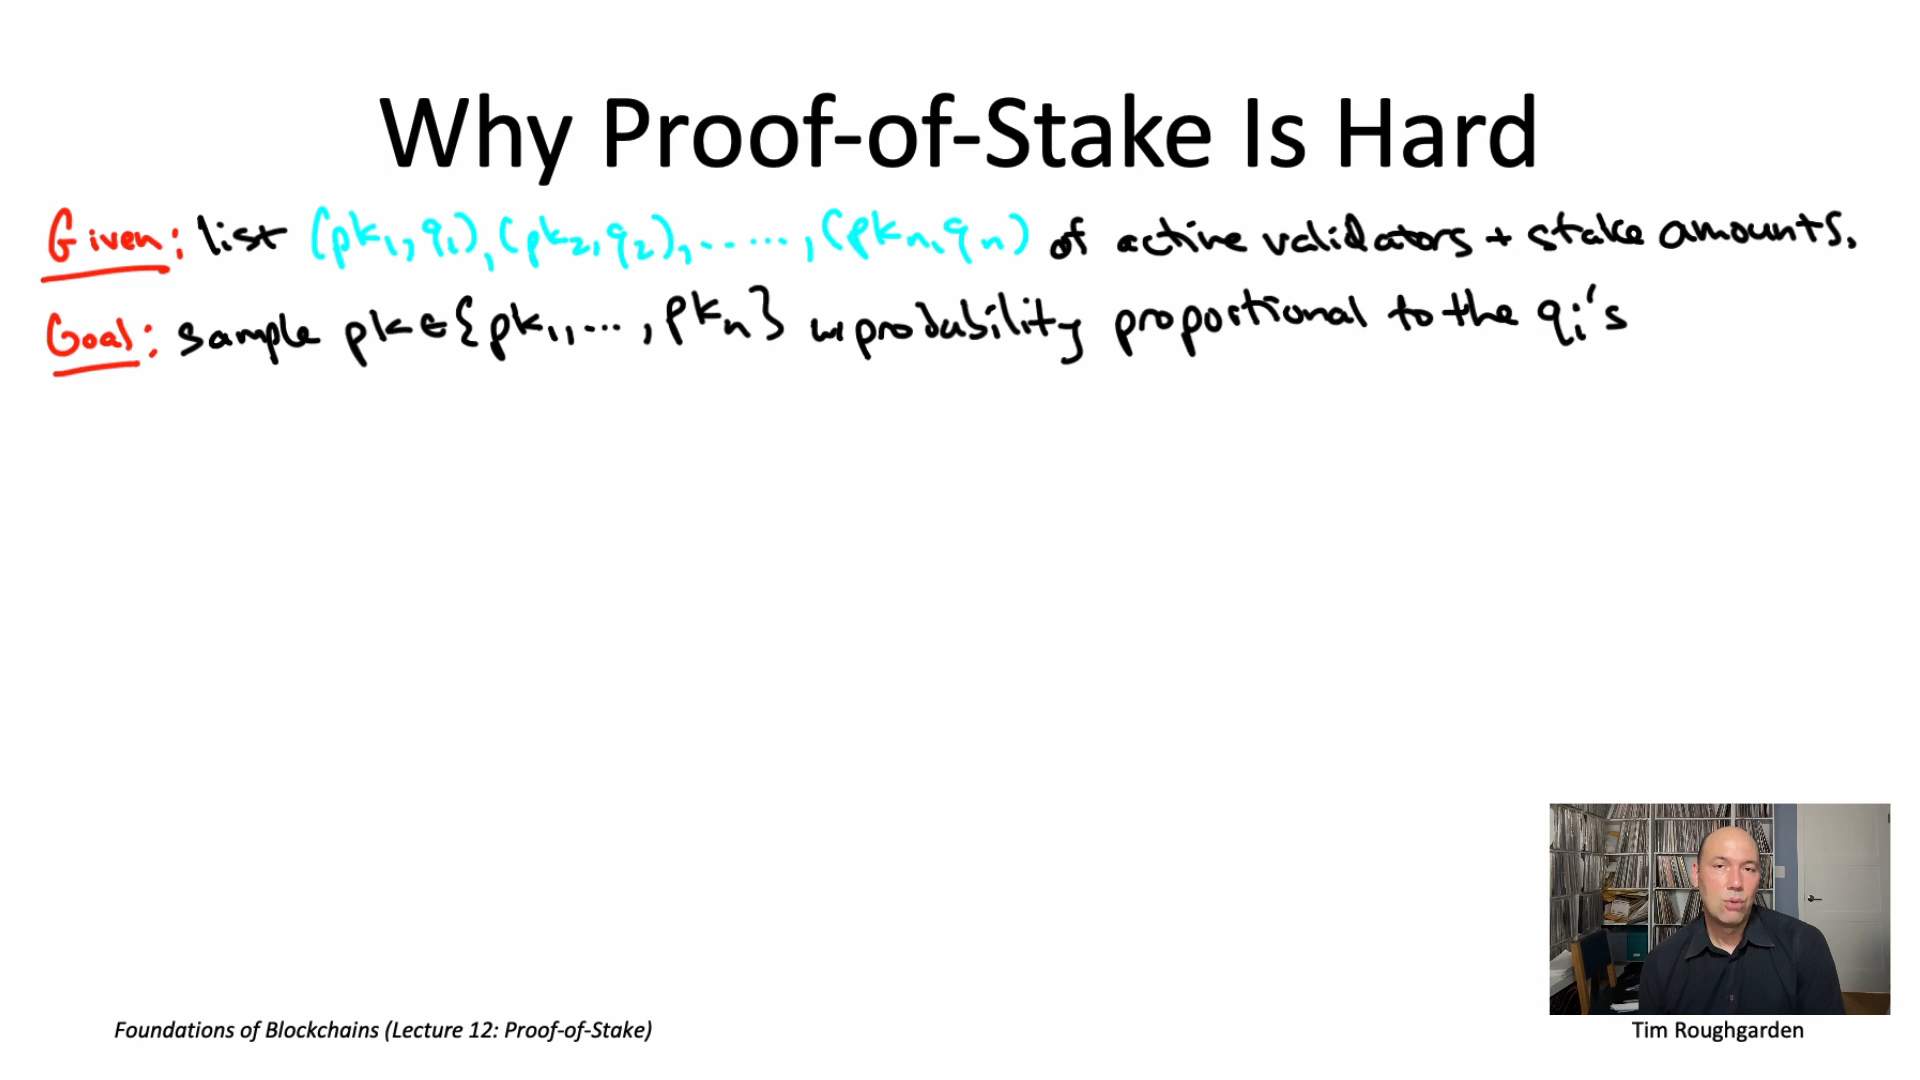 Why Proof-of-Stake Is Hard
Given: list (pk₁,q₁),(pk₂,q₂),......,(pkₙ,qₙ) of active validators + stake amounts.
Goal: sample pk∈{pk₁,...,pkₙ} w probability proportional to the qᵢ's
Foundations of Blockchains (Lecture 12: Proof-of-Stake)
Tim Roughgarden